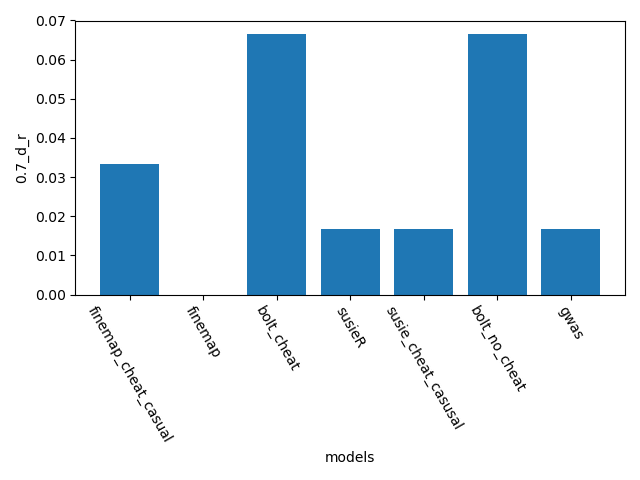 0.07
0.06
0.05
0.04
0.03
0.02
0.01
0.00
0.7_d_r
finemap_cheat_casual
finemap
bolt_cheat
susieR
susie_cheat_casusal
bolt_no_cheat
gwas
models